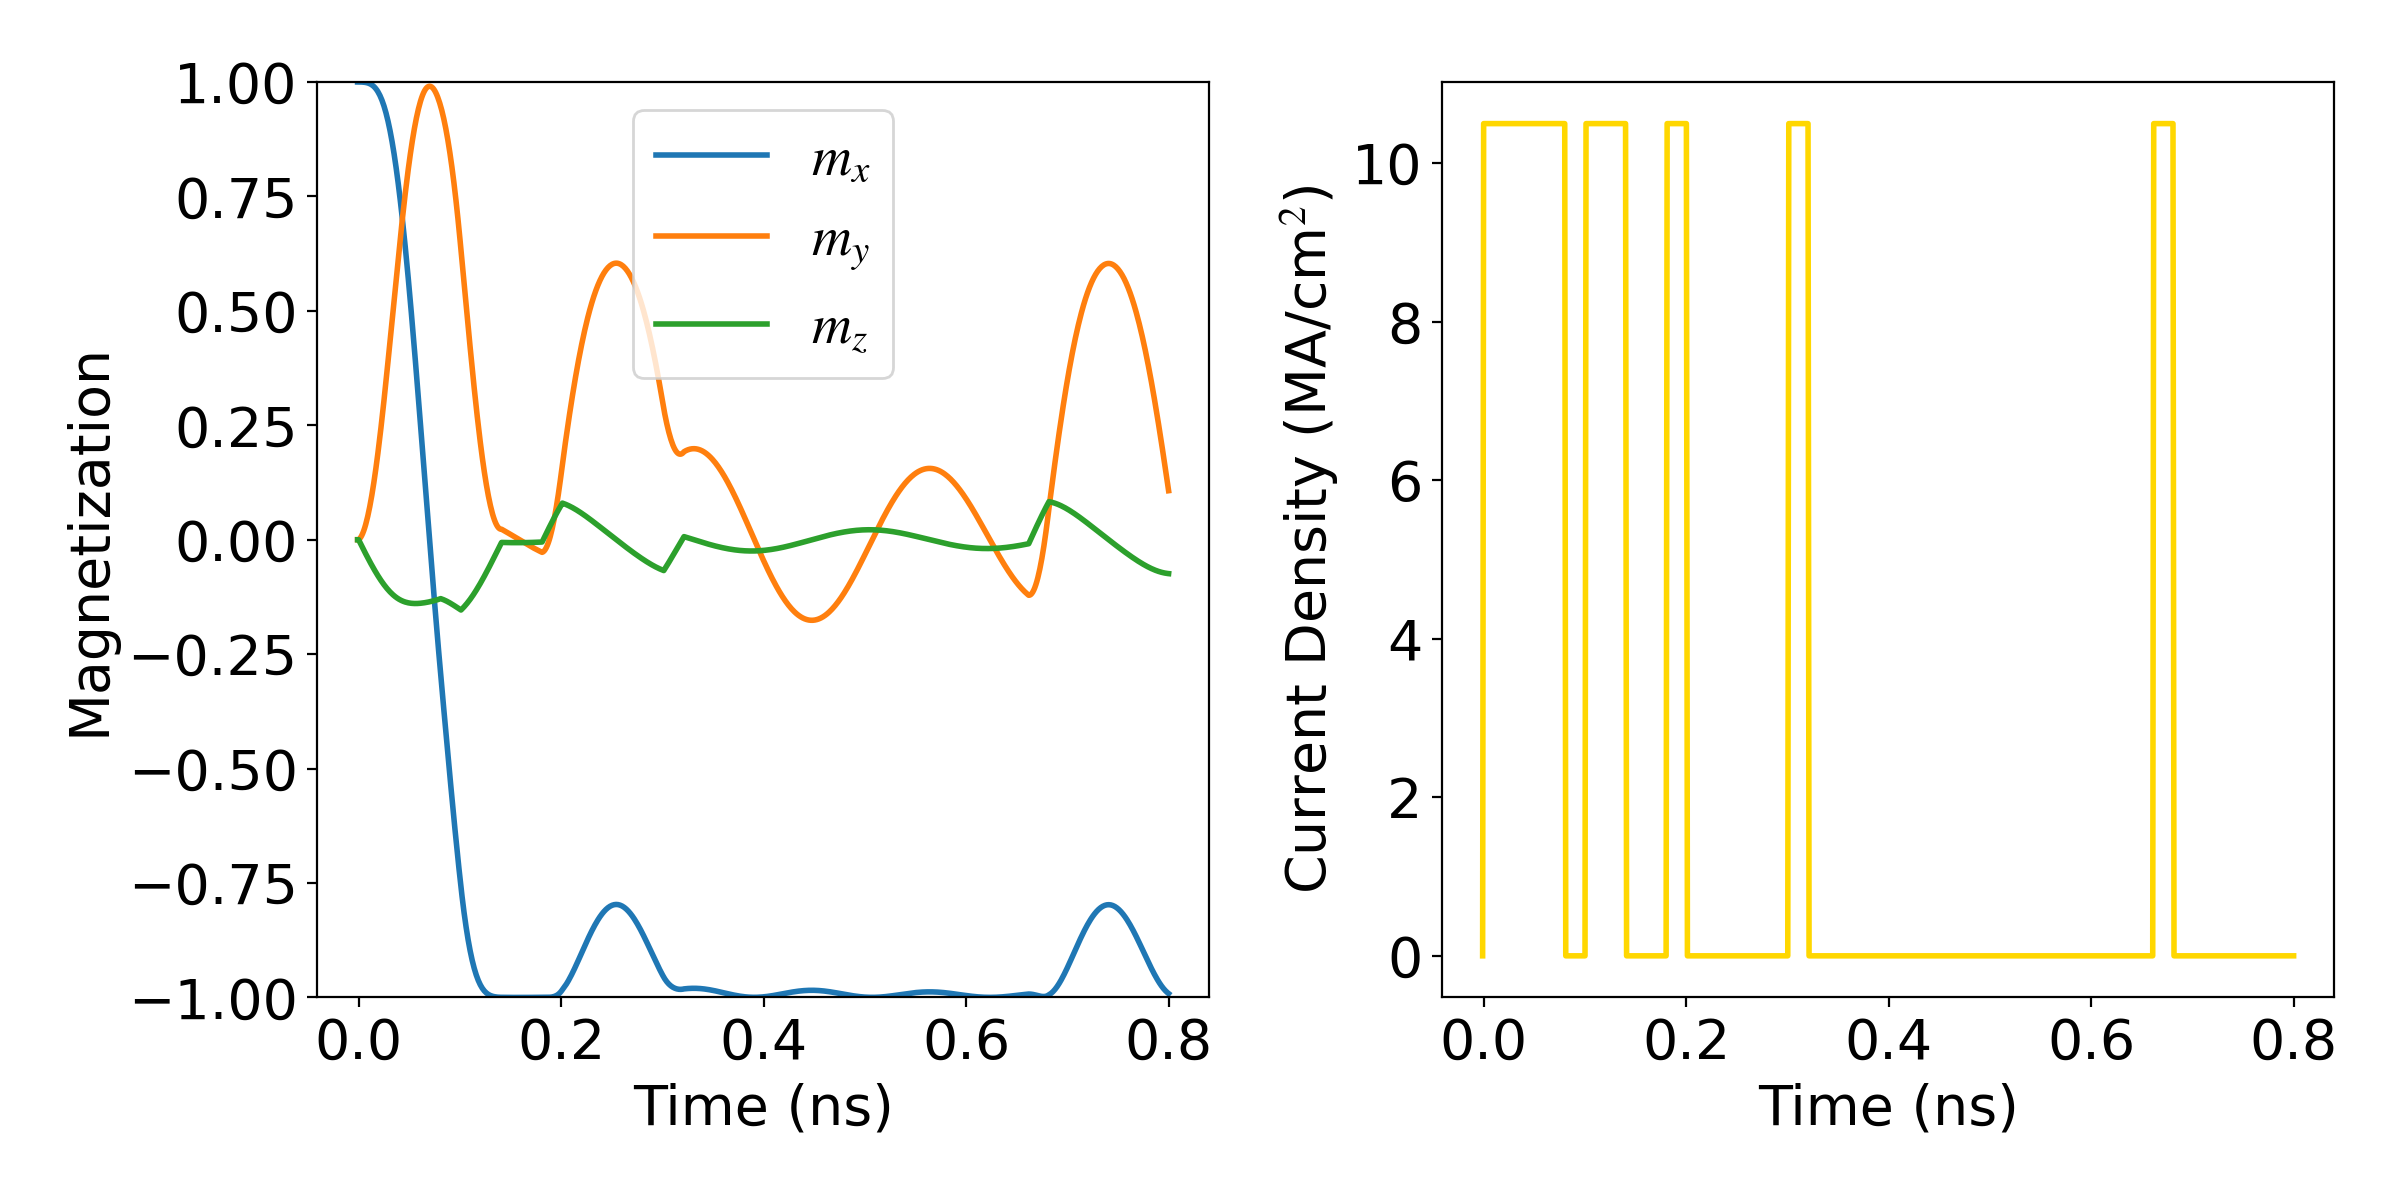 Magnetization
1.00
0.75
0.50
0.25
0.00
−0.25
−0.50
−0.75
−1.00
0.0 0.2 0.4 0.6 0.8
Time (ns)
m_x
m_y
m_z
Current Density (MA/cm²)
10
8
6
4
2
0
0.0 0.2 0.4 0.6 0.8
Time (ns)